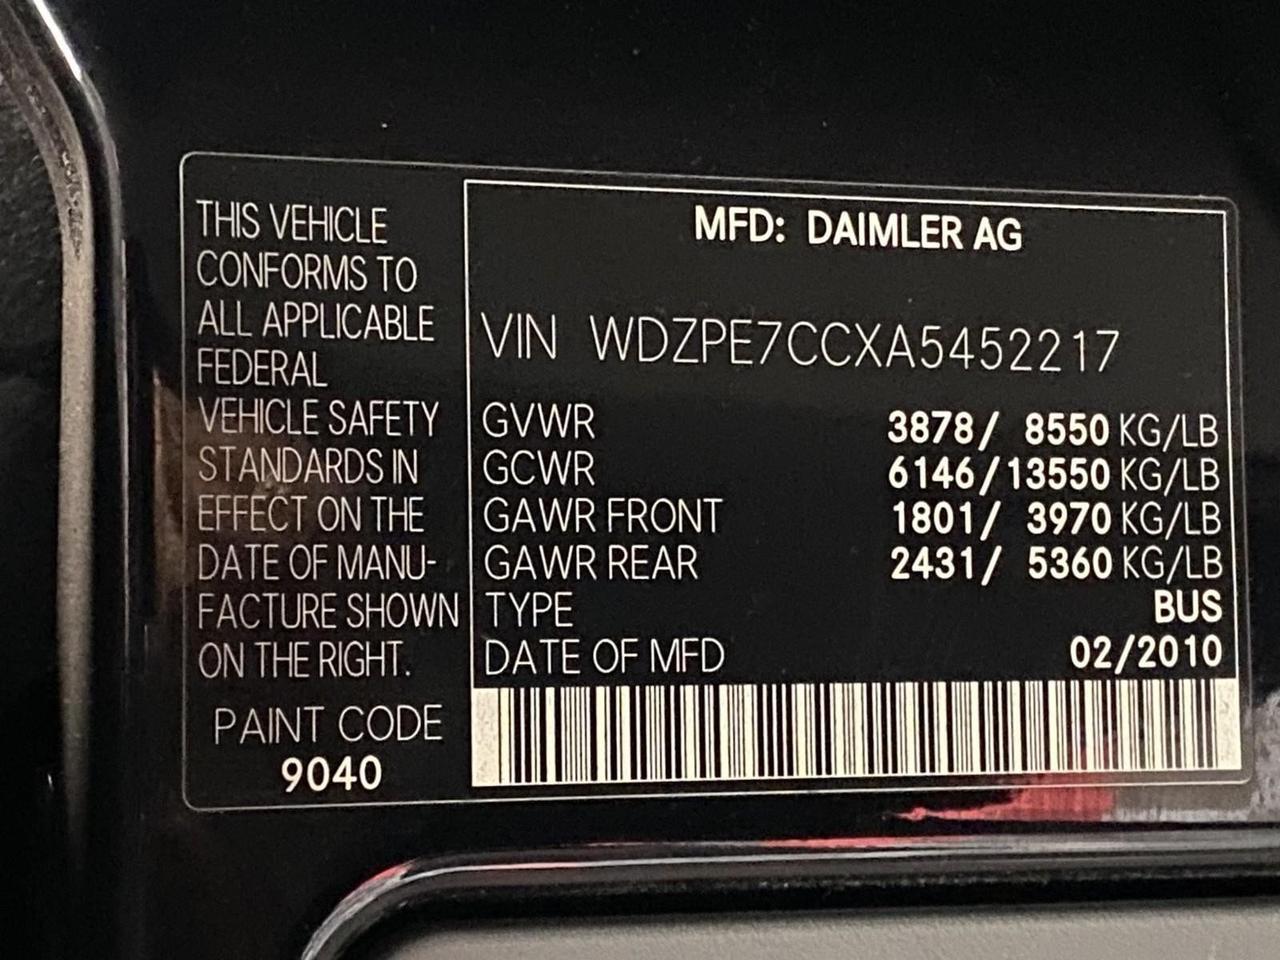 THIS VEHICLE
CONFORMS TO
ALL APPLICABLE
FEDERAL
VEHICLE SAFETY
STANDARDS IN
EFFECT ON THE
DATE OF MANU-
FACTURE SHOWN
ON THE RIGHT.
PAINT CODE
9040
MFD: DAIMLER AG
VIN WDZPE7CCXA5452217
GVWR 3878/ 8550 KG/LB
GCWR 6146/13550 KG/LB
GAWR FRONT 1801/ 3970 KG/LB
GAWR REAR 2431/ 5360 KG/LB
TYPE BUS
DATE OF MFD 02/2010